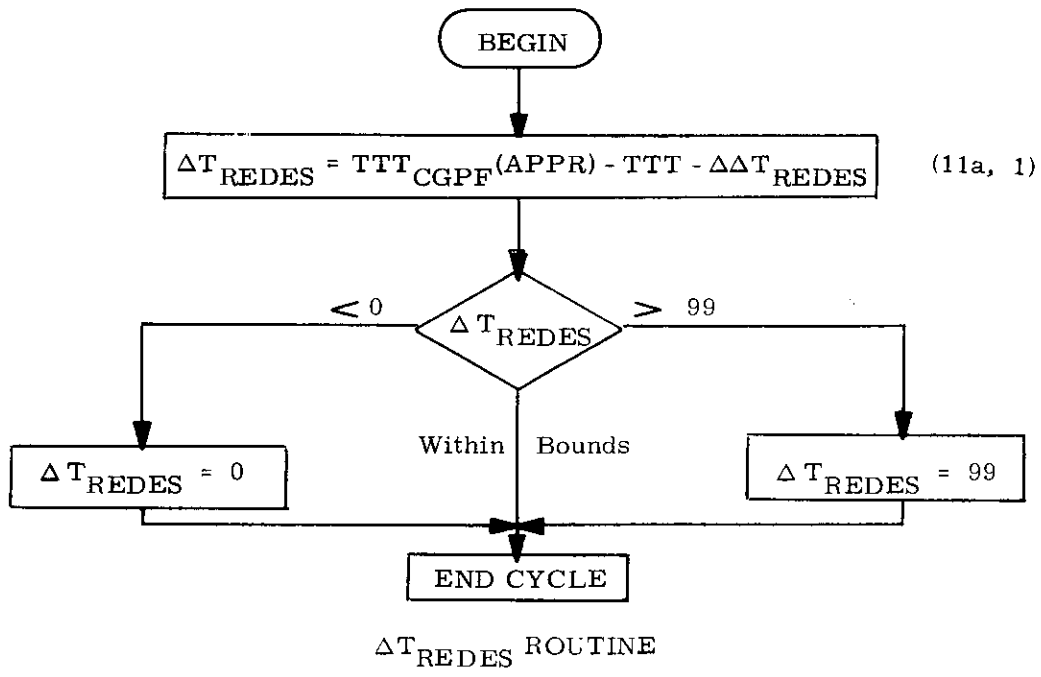 BEGIN
ΔT_REDES = TTT_CGPF(APPR) - TTT - ΔΔT_REDES (11a, 1)
< 0
> 99
ΔT_REDES
Within Bounds
ΔT_REDES = 0
ΔT_REDES = 99
END CYCLE
ΔT_REDES ROUTINE